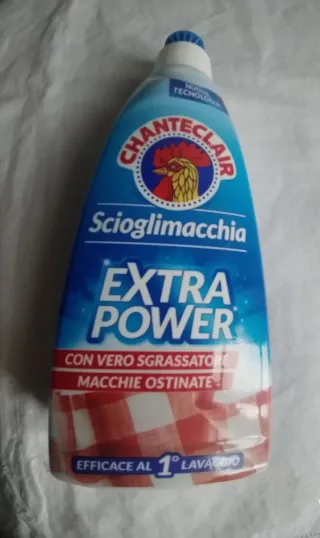 NUOVA
TECNOLOGIA
CHANTECLAIR
Scioglimacchia
EXTRA
POWER
CON VERO SGRASSATORE
MACCHIE OSTINATE
EFFICACE AL 1° LAVAGGIO